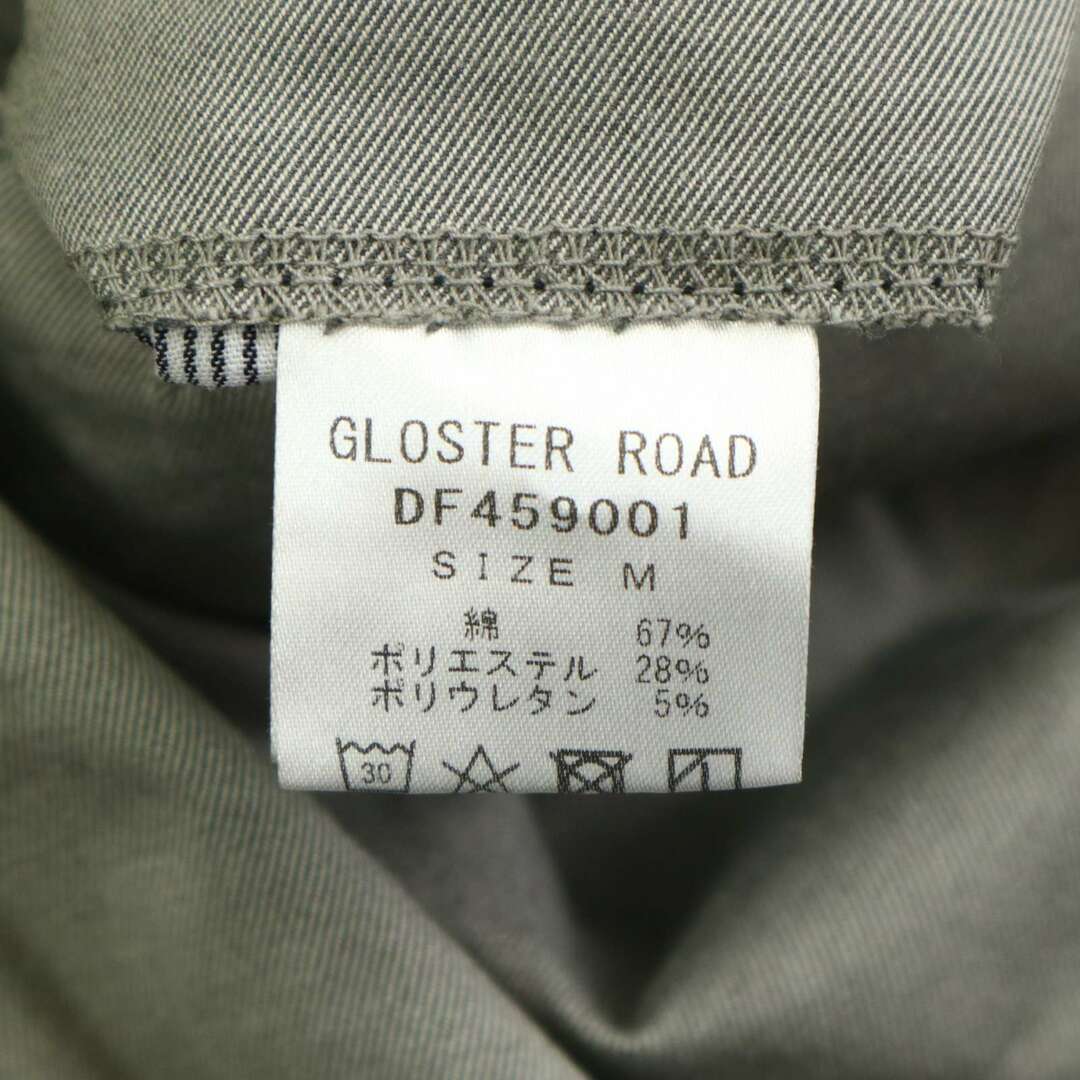 GLOSTER ROAD
DF459001
SIZE M
綿 67%
ポリエステル 28%
ポリウレタン 5%
30